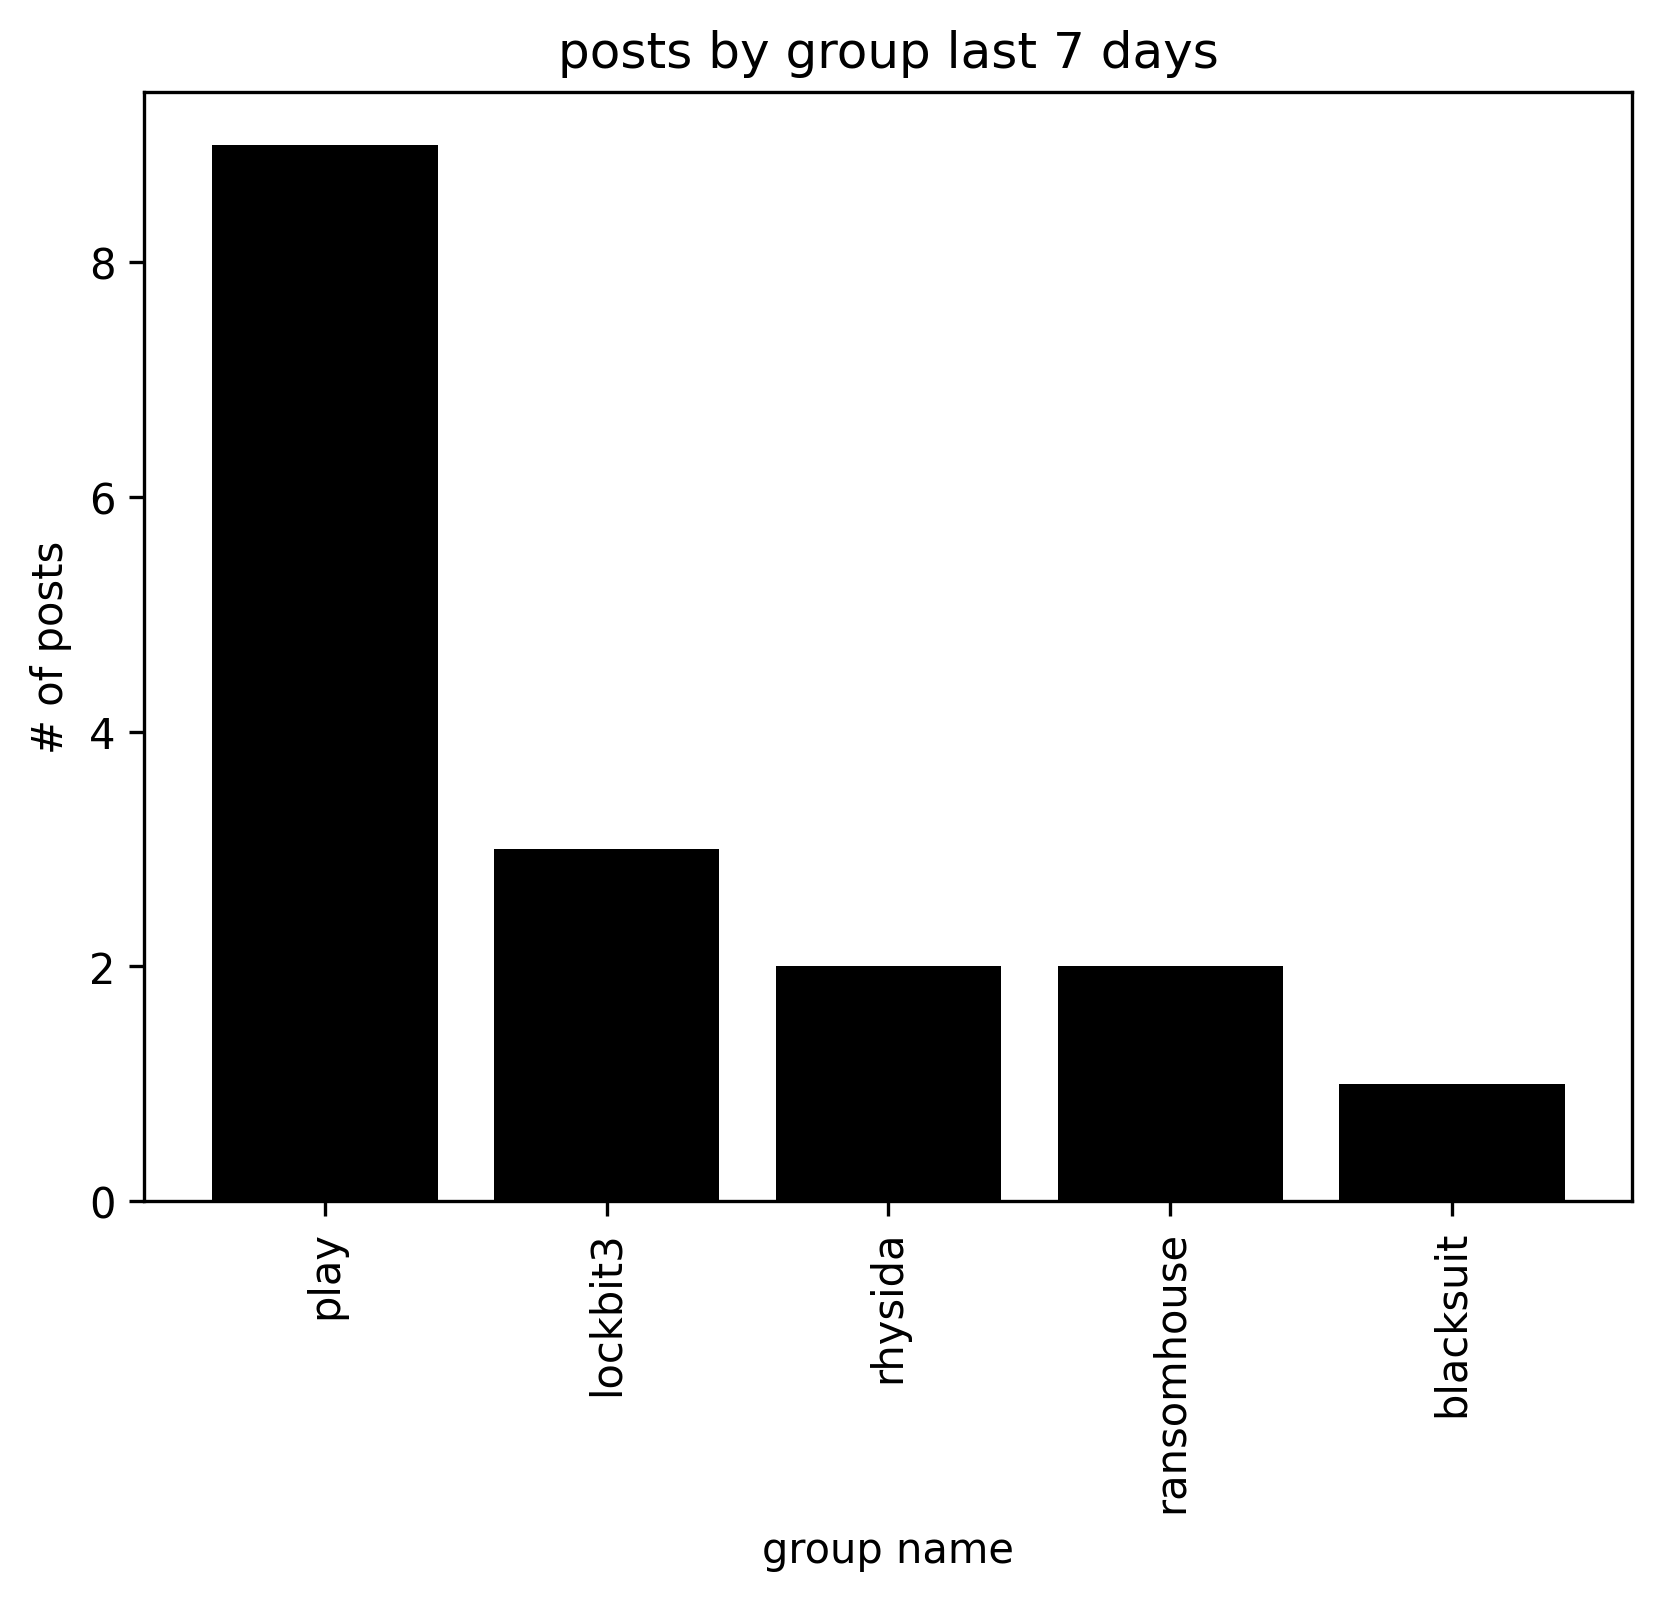 posts by group last 7 days
# of posts
8
6
4
2
0
play
lockbit3
rhysida
ransomhouse
blacksuit
group name